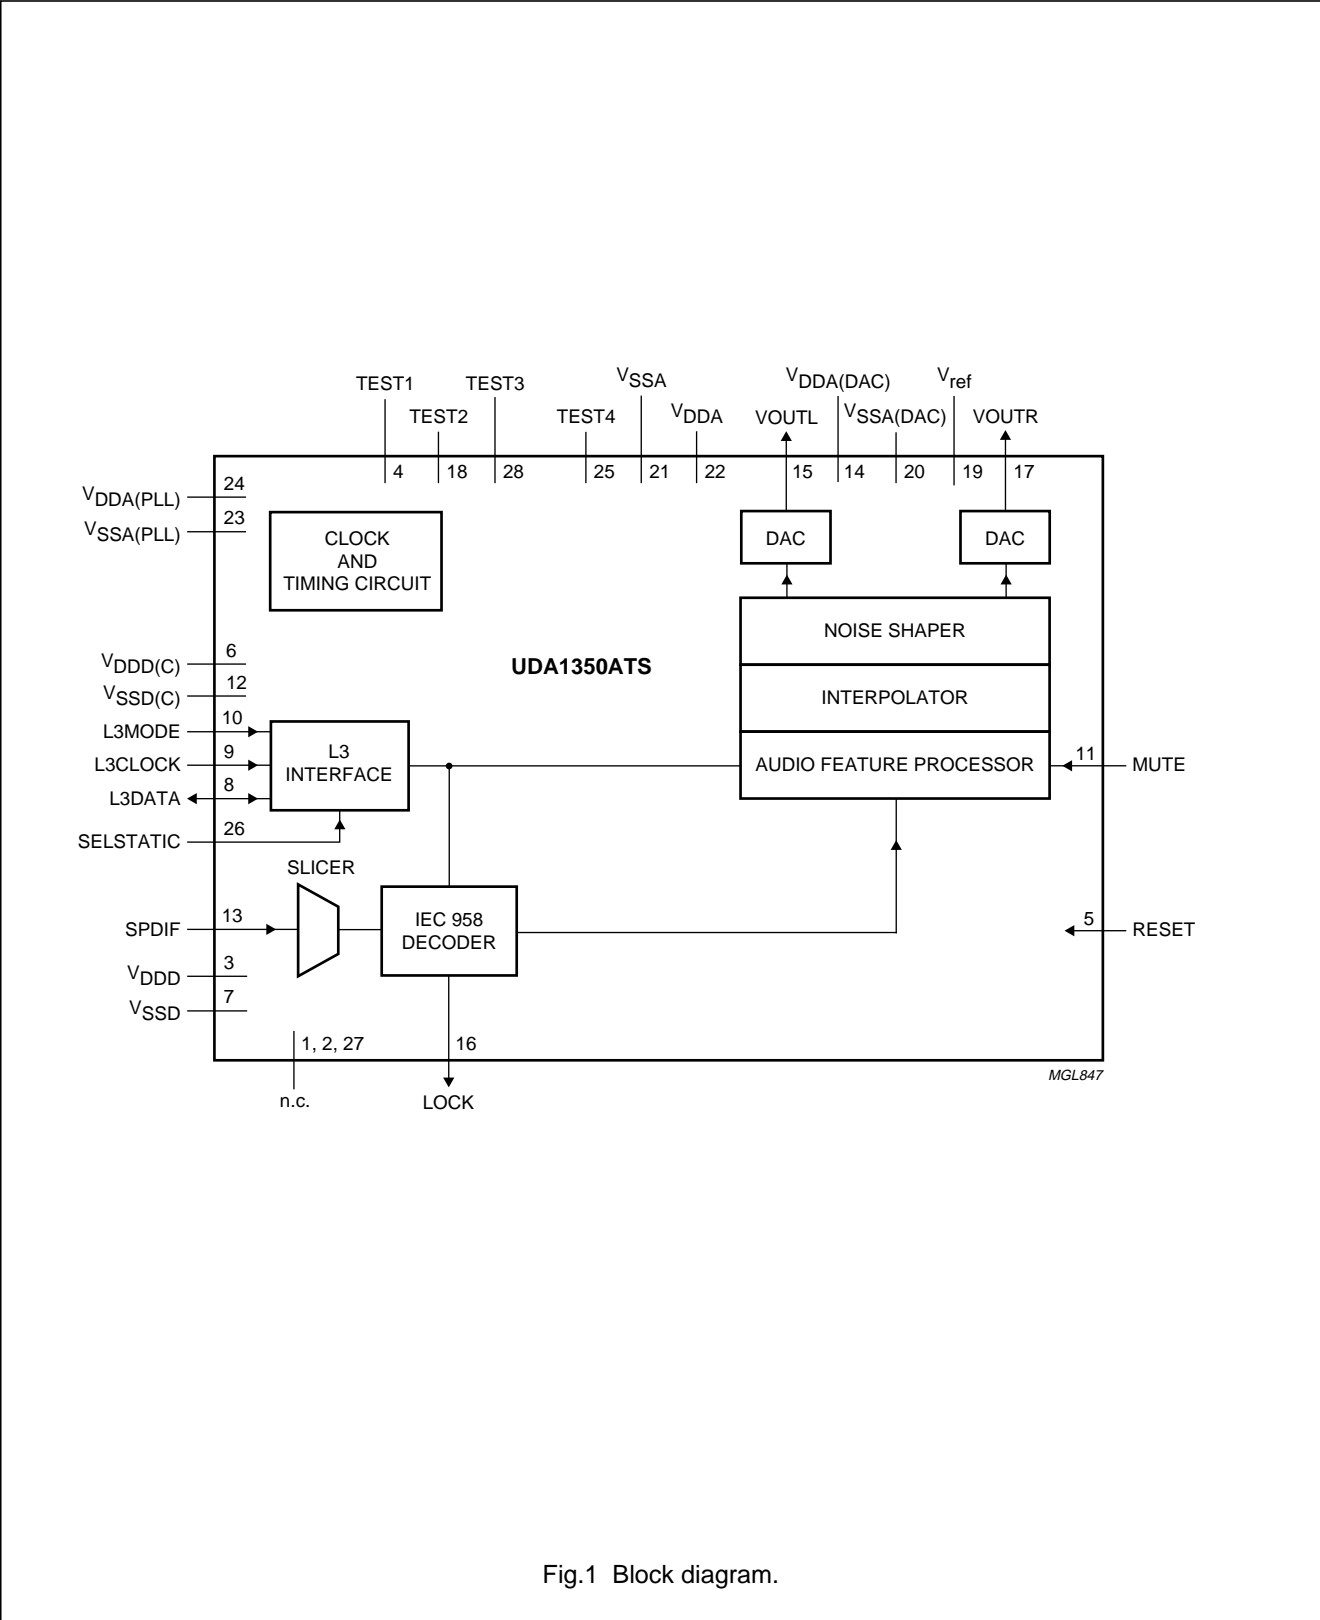 TEST1
TEST3
VSSA
VDDA(DAC)
Vref
TEST2
TEST4
VDDA
VOUTL
VSSA(DAC)
VOUTR
4
18
28
25
21
22
15
14
20
19
17
VDDA(PLL)
24
VSSA(PLL)
23
CLOCK
AND
TIMING CIRCUIT
DAC
DAC
NOISE SHAPER
VDDD(C)
6
UDA1350ATS
VSSD(C)
12
INTERPOLATOR
L3MODE
10
L3CLOCK
9
L3DATA
8
L3
INTERFACE
AUDIO FEATURE PROCESSOR
11
MUTE
SELSTATIC
26
SLICER
SPDIF
13
IEC 958
DECODER
5
RESET
VDDD
3
VSSD
7
1, 2, 27
16
n.c.
LOCK
MGL847
Fig.1 Block diagram.